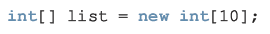 int[] list = new int[10];